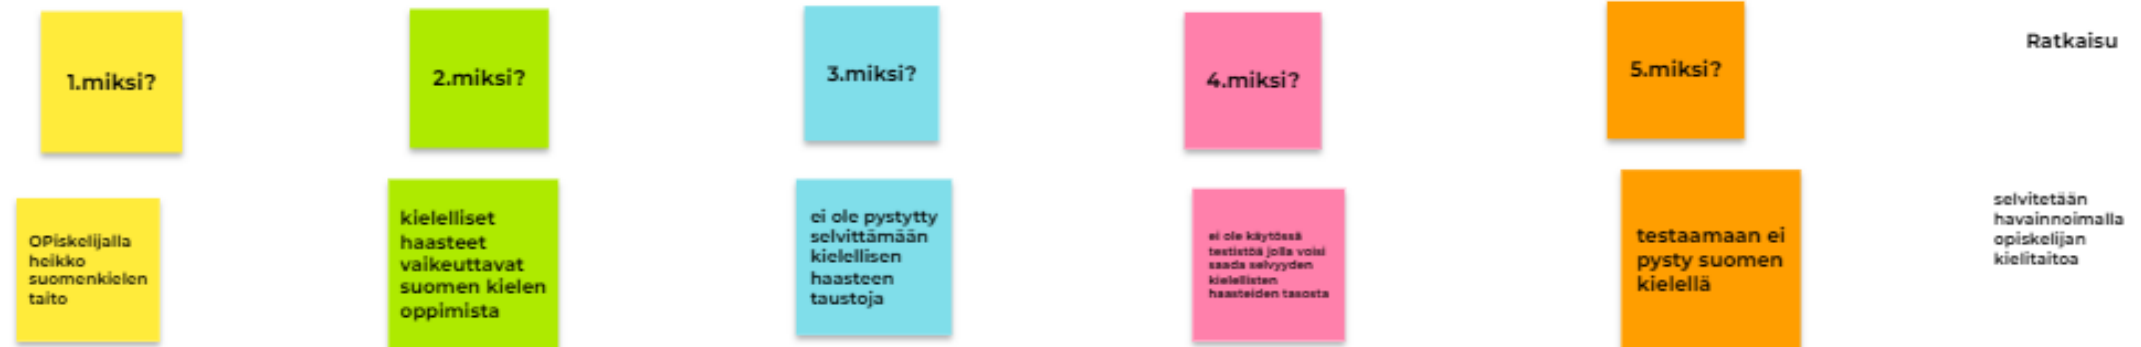 1.miksi?
2.miksi?
3.miksi?
4.miksi?
5.miksi?
Ratkaisu
OPiskelijalla
heikko
suomenkielen
taito
kielelliset
haasteet
vaikeuttavat
suomen kielen
oppimista
ei ole pystytty
selvittämään
kielellisen
haasteen
taustoja
ei ole käytössä
testistöä jolla voisi
saada selvyyden
kielellisten
haasteiden tasosta
testaamaan ei
pysty suomen
kielellä
selvitetään
havainnoimalla
opiskelijan
kielitaitoa